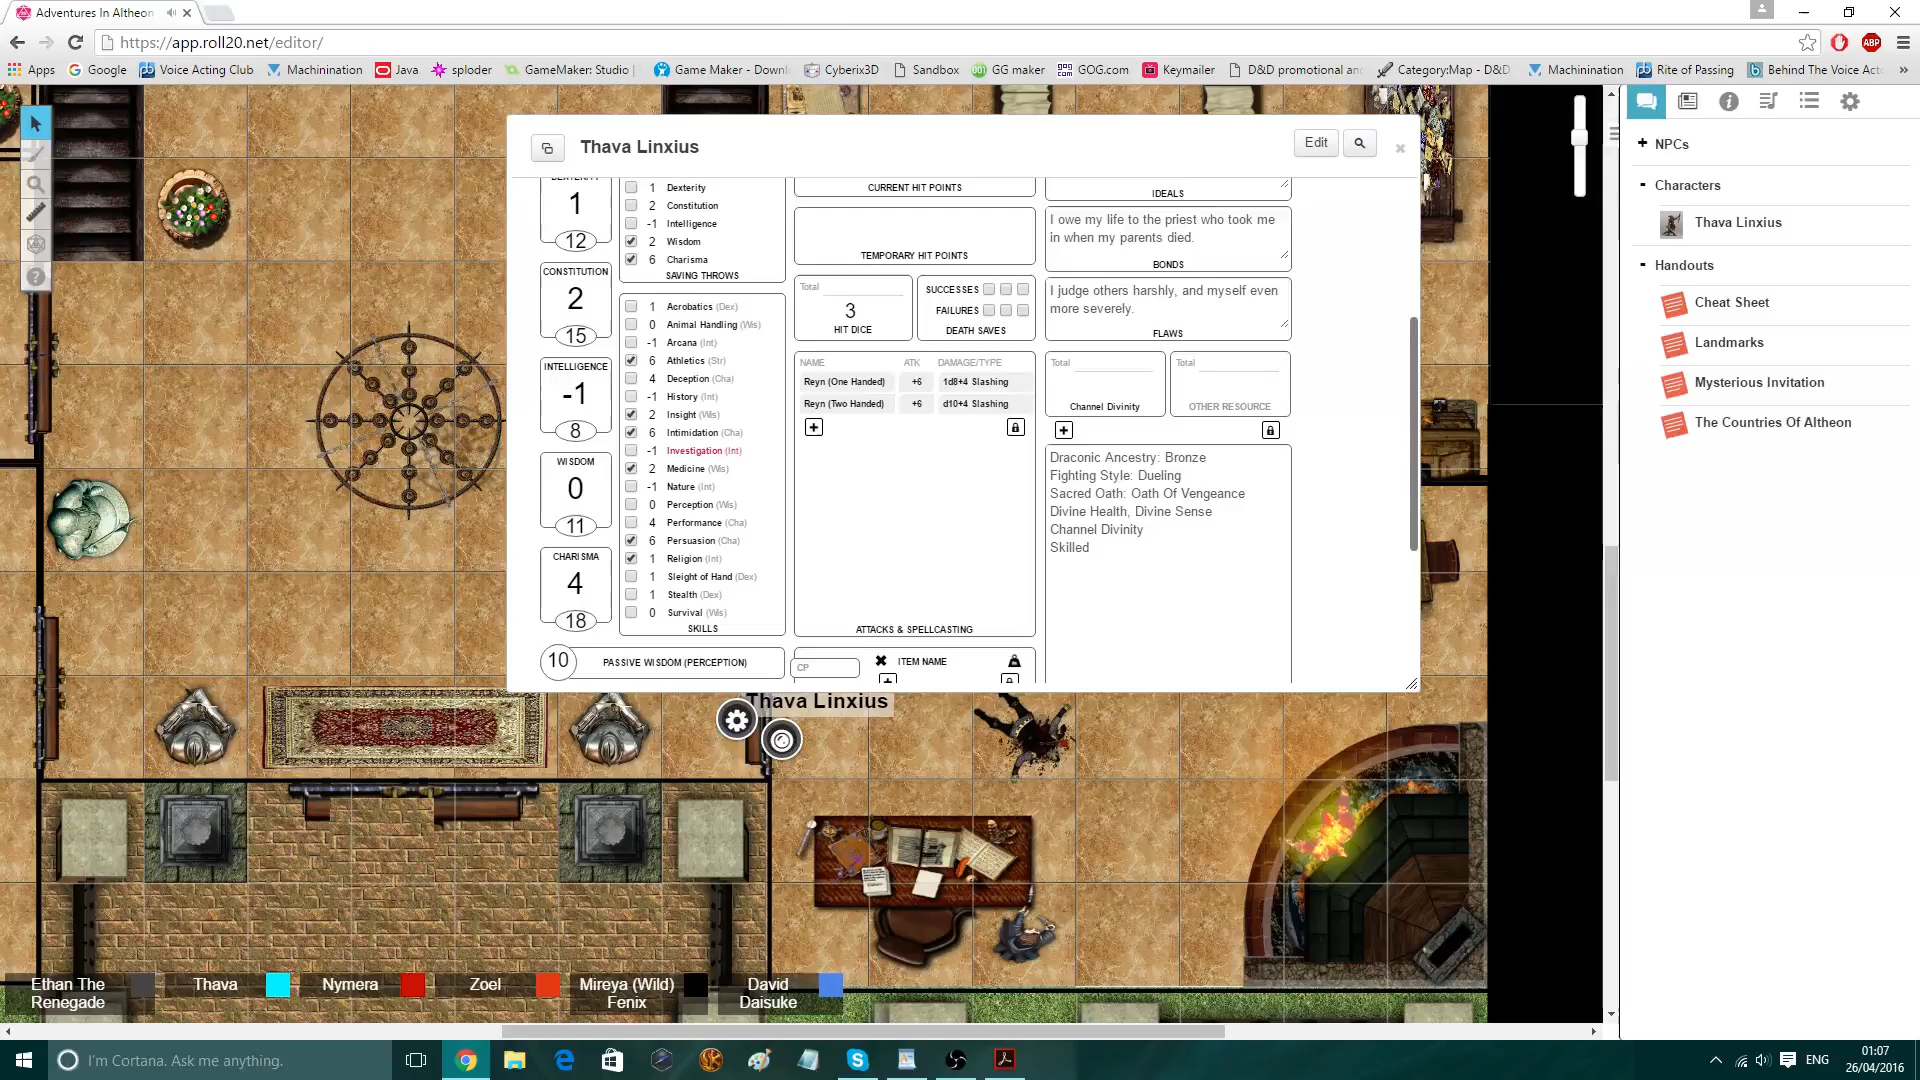 Adventures In Altheon
https://app.roll20.net/editor/
Apps
Google
Voice Acting Club
Machinination
Java
sploder
GameMaker: Studio |
Game Maker - Downl
Cyberix3D
Sandbox
GG maker
GOG.com
Keymailer
D&D promotional an
Category:Map - D&D
Machinination
Rite of Passing
Behind The Voice Act
»
Thava Linxius
Edit
1
12
CONSTITUTION
2
15
INTELLIGENCE
-1
8
WISDOM
0
11
CHARISMA
4
18
10
PASSIVE WISDOM (PERCEPTION)
1 Dexterity
2 Constitution
-1 Intelligence
2 Wisdom
6 Charisma
SAVING THROWS
1 Acrobatics (Dex)
0 Animal Handling (Wis)
-1 Arcana (Int)
6 Athletics (Str)
4 Deception (Cha)
-1 History (Int)
2 Insight (Wis)
6 Intimidation (Cha)
-1 Investigation (Int)
2 Medicine (Wis)
-1 Nature (Int)
0 Perception (Wis)
4 Performance (Cha)
6 Persuasion (Cha)
1 Religion (Int)
1 Sleight of Hand (Dex)
1 Stealth (Dex)
0 Survival (Wis)
SKILLS
CURRENT HIT POINTS
TEMPORARY HIT POINTS
Total
3
HIT DICE
SUCCESSES
FAILURES
DEATH SAVES
NAME ATK DAMAGE/TYPE
Reyn (One Handed) +6 1d8+4 Slashing
Reyn (Two Handed) +6 d10+4 Slashing
ATTACKS & SPELLCASTING
CP
ITEM NAME
IDEALS
I owe my life to the priest who took me
in when my parents died.
BONDS
I judge others harshly, and myself even
more severely.
FLAWS
Total
Channel Divinity
Total
OTHER RESOURCE
Draconic Ancestry: Bronze
Fighting Style: Dueling
Sacred Oath: Oath Of Vengeance
Divine Health, Divine Sense
Channel Divinity
Skilled
Thava Linxius
NPCs
Characters
Thava Linxius
Handouts
Cheat Sheet
Landmarks
Mysterious Invitation
The Countries Of Altheon
Ethan The
Renegade
Thava
Nymera
Zoel
Mireya (Wild)
Fenix
David
Daisuke
I'm Cortana. Ask me anything.
ENG
01:07
26/04/2016